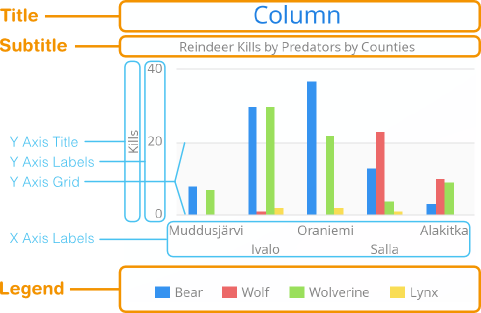 Title
Column
Subtitle
Reindeer Kills by Predators by Counties
40
20
0
Kills
Y Axis Title
Y Axis Labels
Y Axis Grid
X Axis Labels
Muddusjärvi
Ivalo
Oraniemi
Salla
Alakitka
Legend
Bear
Wolf
Wolverine
Lynx